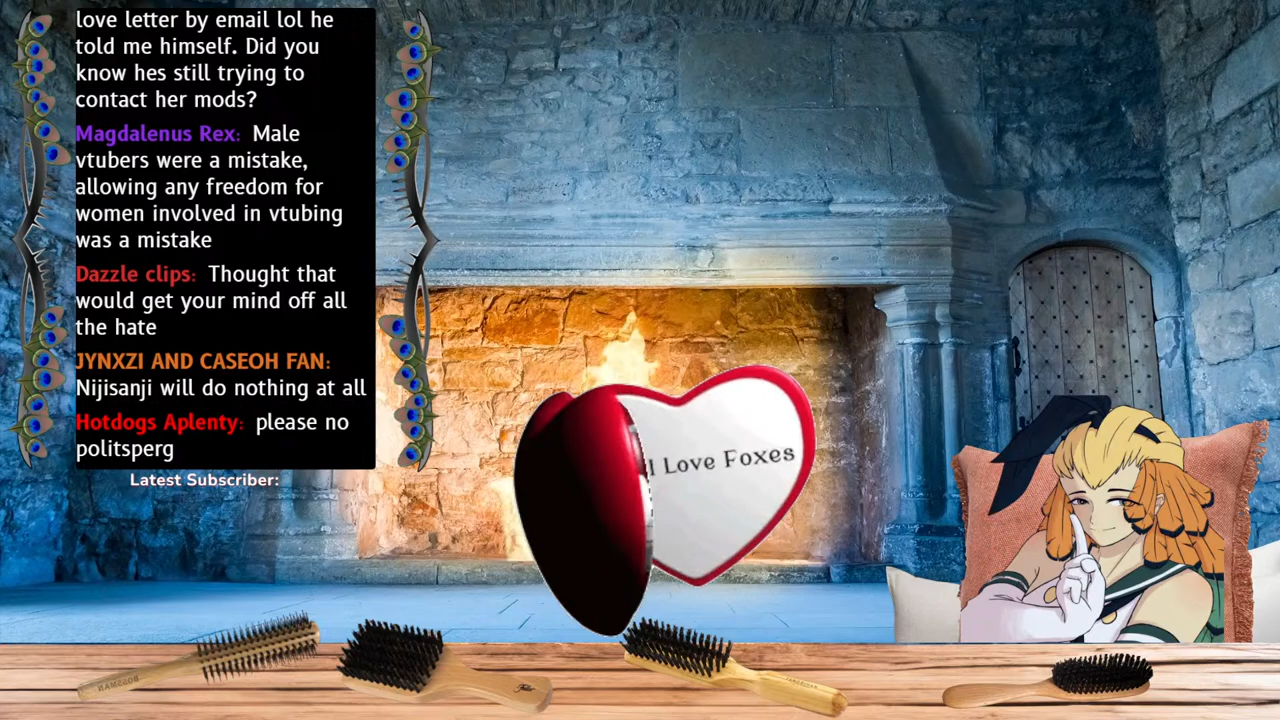 love letter by email lol he
told me himself. Did you
know hes still trying to
contact her mods?
Magdalenus Rex: Male
vtubers were a mistake,
allowing any freedom for
women involved in vtubing
was a mistake
Dazzle clips: Thought that
would get your mind off all
the hate
JYNXZI AND CASEOH FAN:
Nijisanji will do nothing at all
Hotdogs Aplenty: please no
politsperg
Latest Subscriber:
I Love Foxes